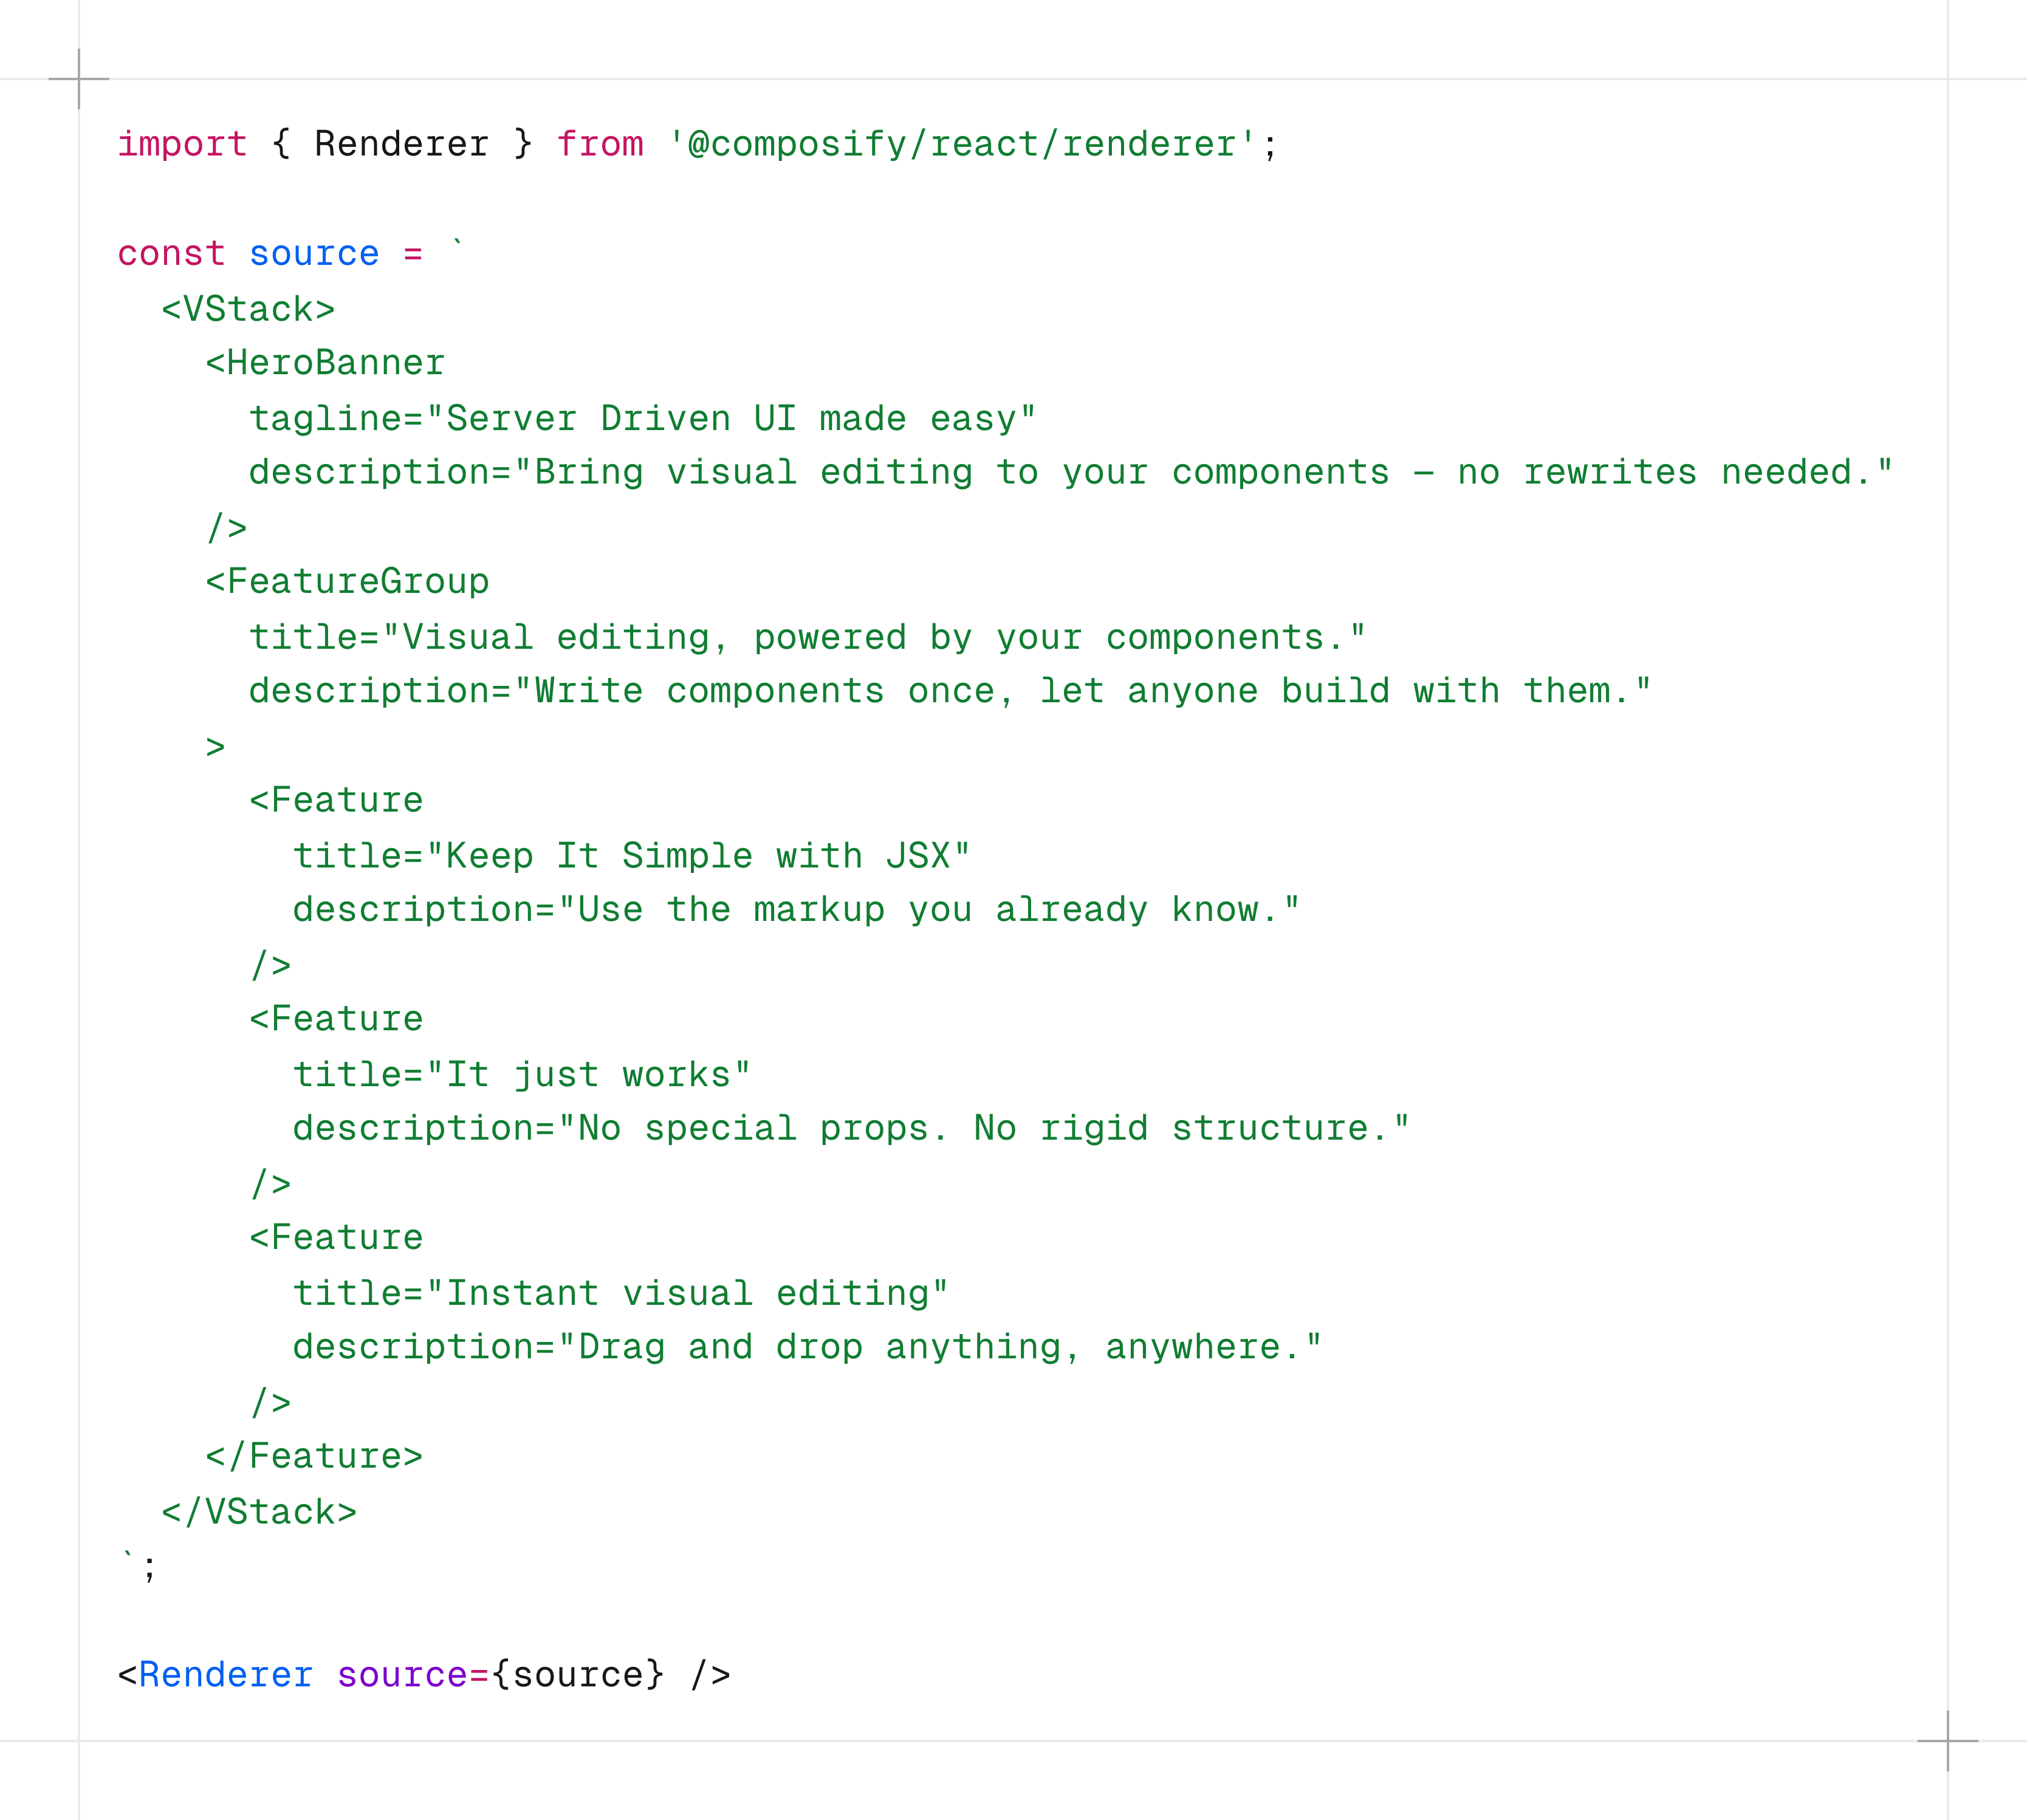 import { Renderer } from '@composify/react/renderer';

const source = `
  <VStack>
    <HeroBanner
      tagline="Server Driven UI made easy"
      description="Bring visual editing to your components — no rewrites needed."
    />
    <FeatureGroup
      title="Visual editing, powered by your components."
      description="Write components once, let anyone build with them."
    >
      <Feature
        title="Keep It Simple with JSX"
        description="Use the markup you already know."
      />
      <Feature
        title="It just works"
        description="No special props. No rigid structure."
      />
      <Feature
        title="Instant visual editing"
        description="Drag and drop anything, anywhere."
      />
    </Feature>
  </VStack>
`;

<Renderer source={source} />